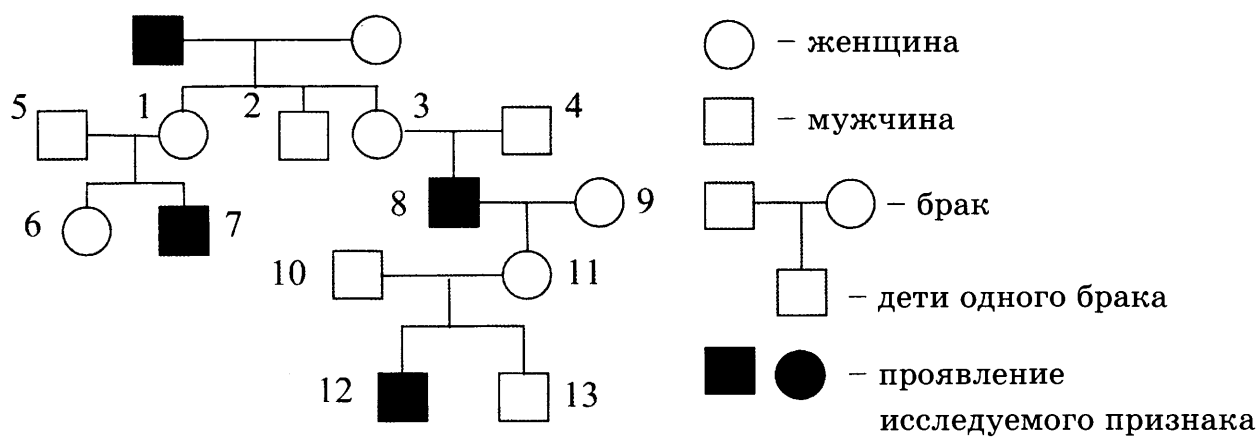 5
1
2
3
4
6
7
8
9
10
11
12
13
– женщина
– мужчина
– брак
– дети одного брака
– проявление
исследуемого признака